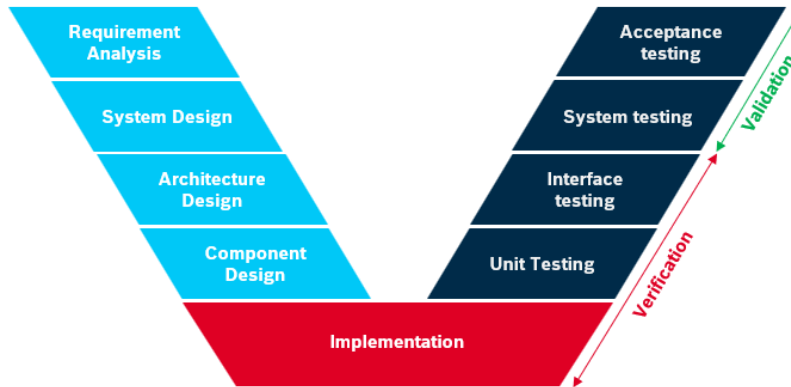 Requirement
Analysis
System Design
Architecture
Design
Component
Design
Implementation
Unit Testing
Interface
testing
System testing
Acceptance
testing
Validation
Verification